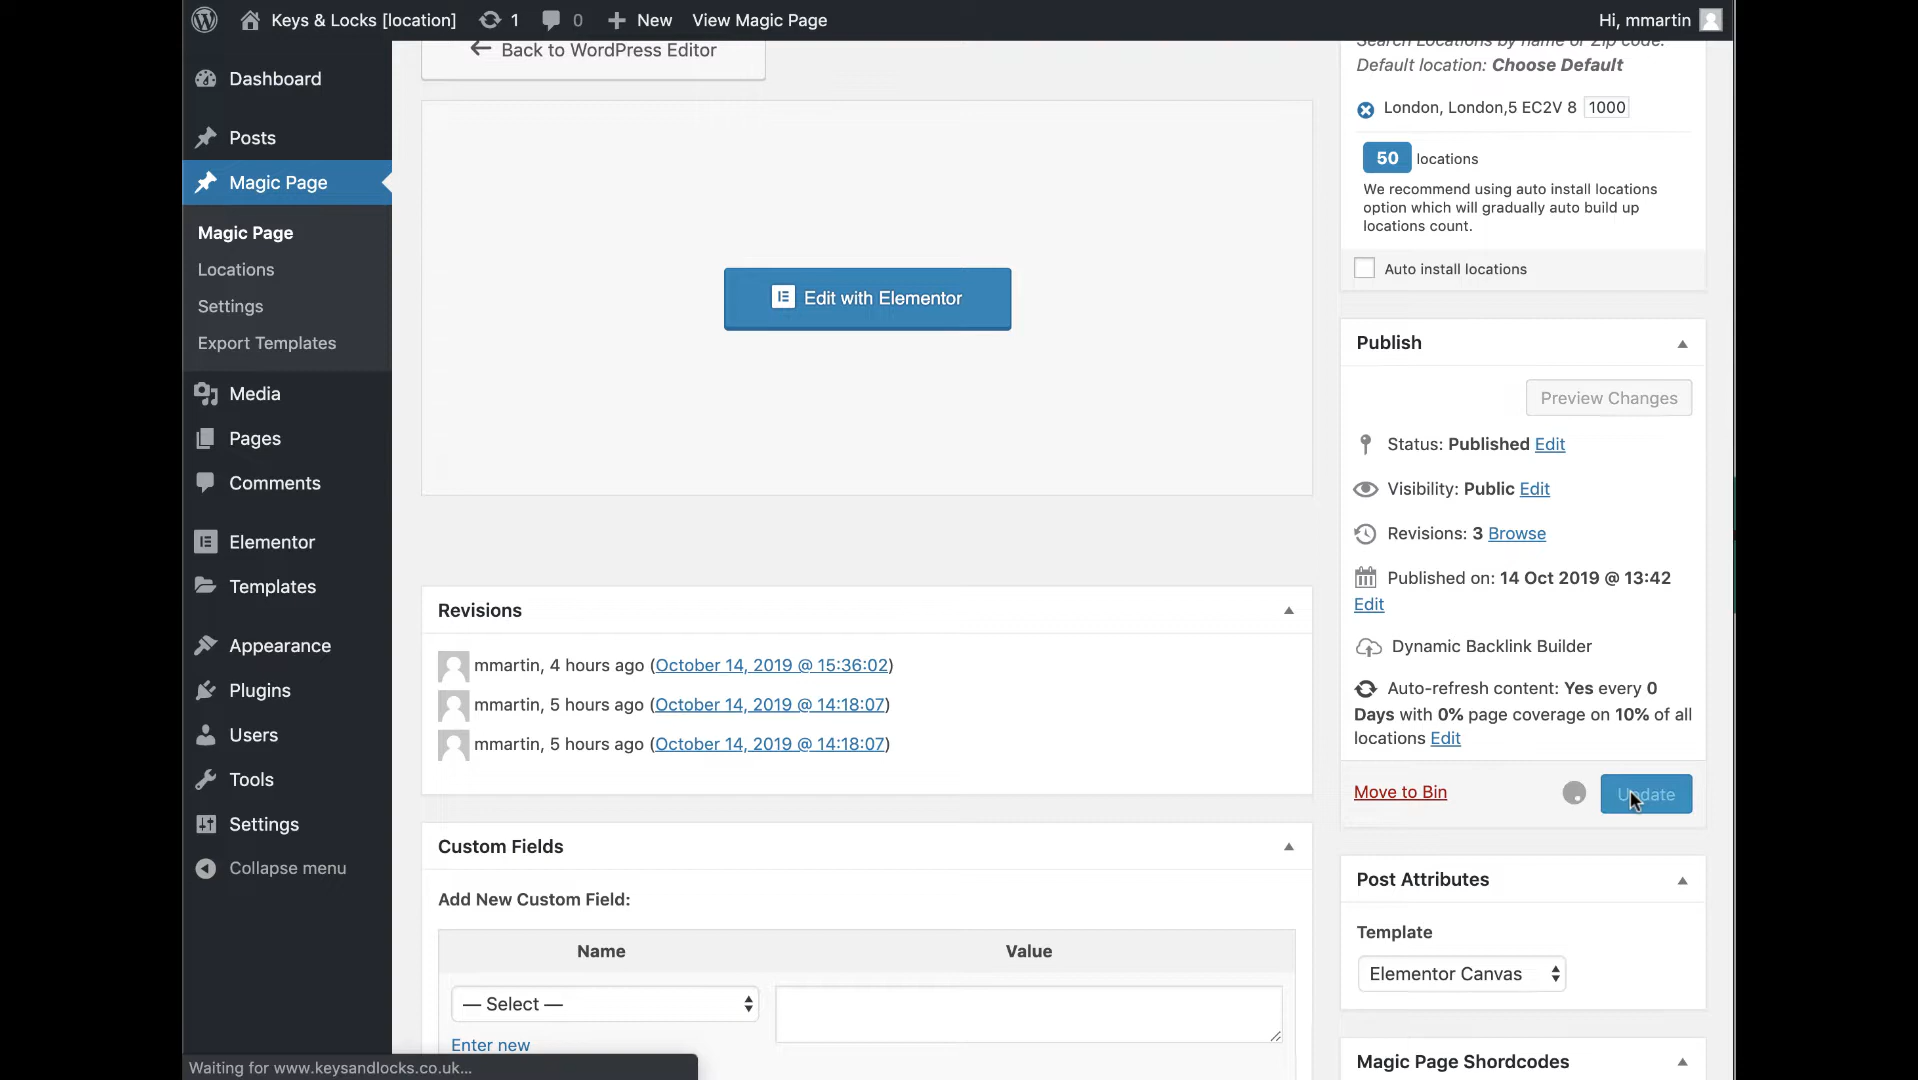 Keys & Locks [location] 1 0 New View Magic Page Hi, mmartin
Dashboard
Posts
Magic Page
Magic Page
Locations
Settings
Export Templates
Media
Pages
Comments
Elementor
Templates
Appearance
Plugins
Users
Tools
Settings
Collapse menu
Waiting for www.keysandlocks.co.uk...
← Back to WordPress Editor
Edit with Elementor
Revisions
mmartin, 4 hours ago (October 14, 2019 @ 15:36:02)
mmartin, 5 hours ago (October 14, 2019 @ 14:18:07)
mmartin, 5 hours ago (October 14, 2019 @ 14:18:07)
Custom Fields
Add New Custom Field:
Name Value
— Select —
Enter new
Search Locations by name or Zip code.
Default location: Choose Default
London, London,5 EC2V 8 1000
50 locations
We recommend using auto install locations
option which will gradually auto build up
locations count.
Auto install locations
Publish
Preview Changes
Status: Published Edit
Visibility: Public Edit
Revisions: 3 Browse
Published on: 14 Oct 2019 @ 13:42
Edit
Dynamic Backlink Builder
Auto-refresh content: Yes every 0
Days with 0% page coverage on 10% of all
locations Edit
Move to Bin Update
Post Attributes
Template
Elementor Canvas
Magic Page Shordcodes